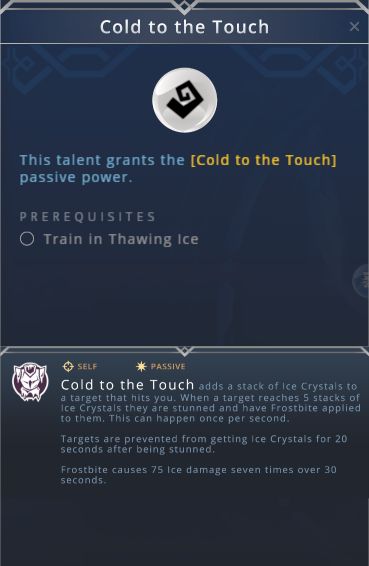 Cold to the Touch
This talent grants the [Cold to the Touch]
passive power.
PREREQUISITES
Train in Thawing Ice
SELF PASSIVE
Cold to the Touch adds a stack of Ice Crystals to
a target that hits you. When a target reaches 5 stacks of
Ice Crystals they are stunned and have Frostbite applied
to them. This can happen once per second.
Targets are prevented from getting Ice Crystals for 20
seconds after being stunned.
Frostbite causes 75 Ice damage seven times over 30
seconds.